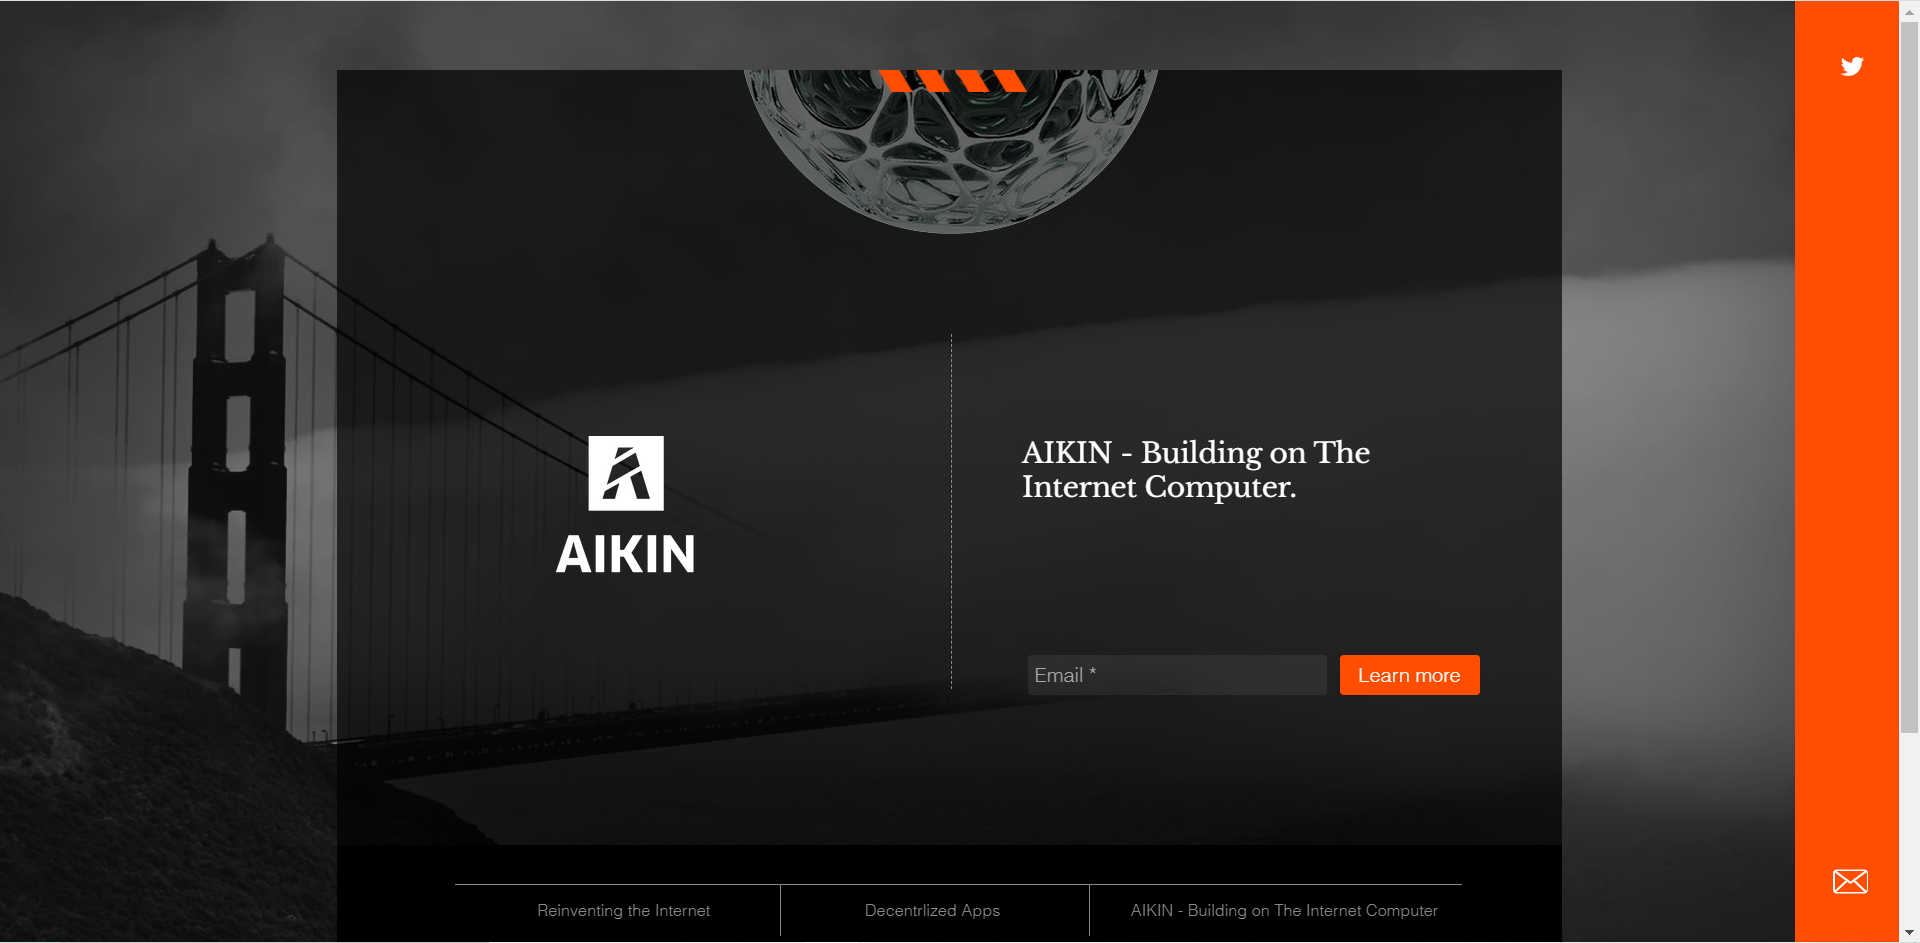 AIKIN
AIKIN - Building on The
Internet Computer.
Email *
Learn more
Reinventing the Internet
Decentrlized Apps
AIKIN - Building on The Internet Computer